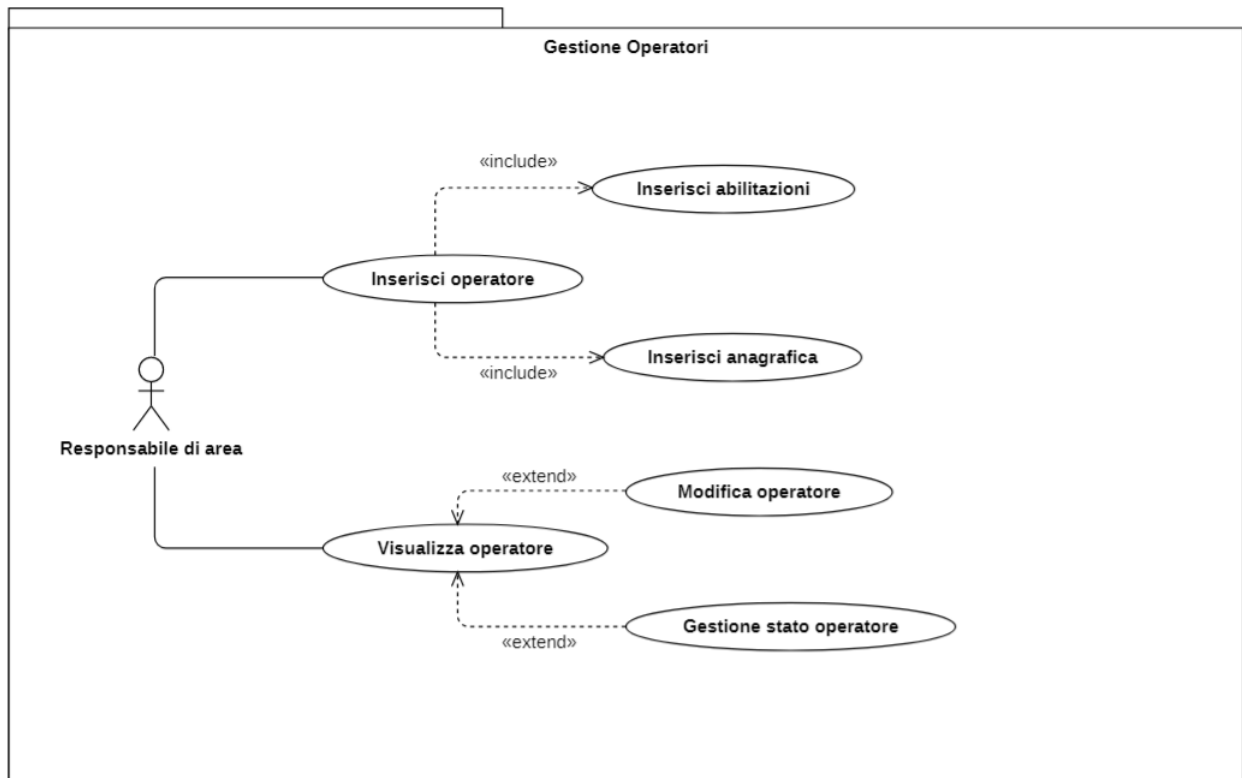 Gestione Operatori
«include»
Inserisci abilitazioni
Inserisci operatore
Inserisci anagrafica
«include»
Responsabile di area
«extend»
Modifica operatore
Visualizza operatore
Gestione stato operatore
«extend»